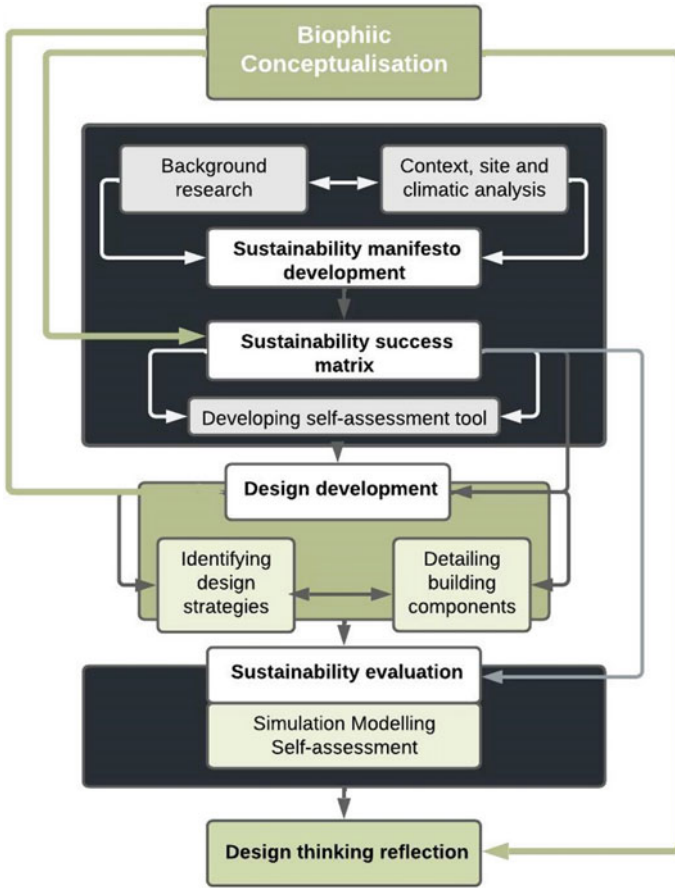 Biophiic
Conceptualisation
Background
research
Context, site and
climatic analysis
Sustainability manifesto
development
Sustainability success
matrix
Developing self-assessment tool
Design development
Identifying
design
strategies
Detailing
building
components
Sustainability evaluation
Simulation Modelling
Self-assessment
Design thinking reflection